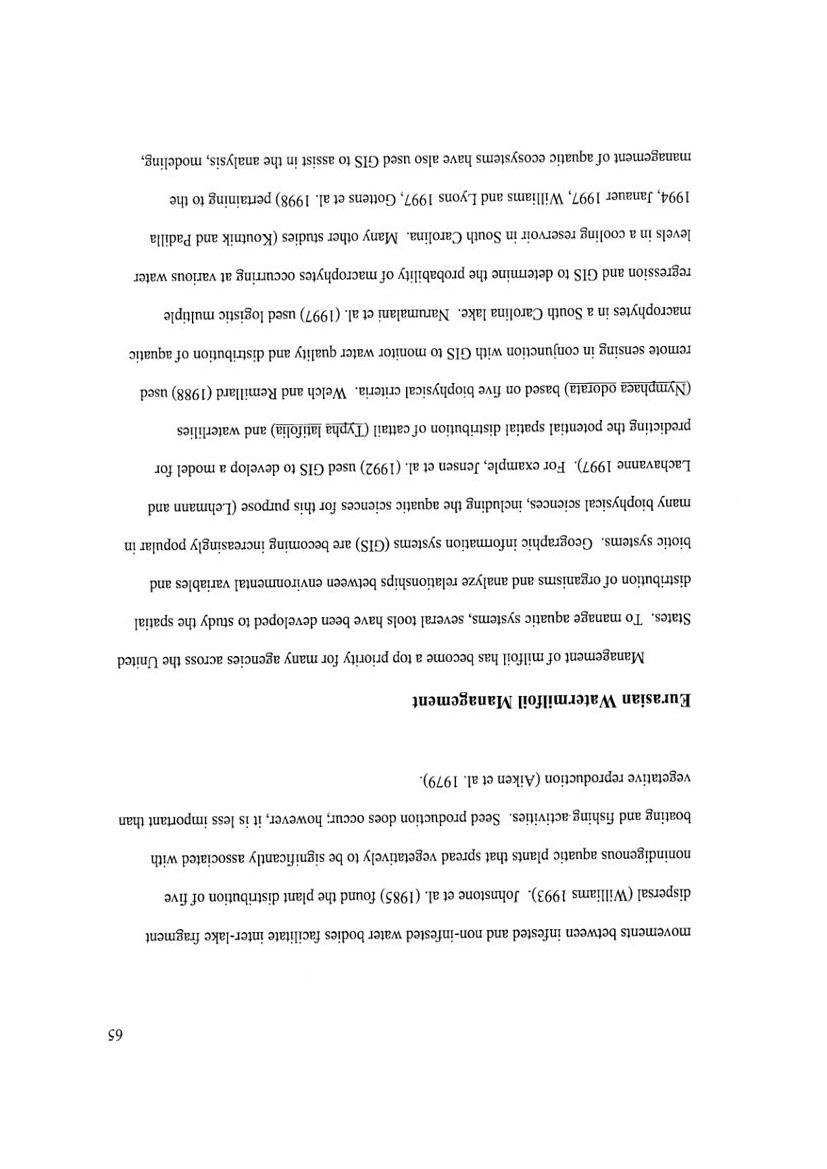 65
movements between infested and non-infested water bodies facilitate inter-lake fragment
dispersal (Williams 1993). Johnstone et al. (1985) found the plant distribution of five
nonindigenous aquatic plants that spread vegetatively to be significantly associated with
boating and fishing activities. Seed production does occur; however, it is less important than
vegetative reproduction (Aiken et al. 1979).
Eurasian Watermilfoil Management
Management of milfoil has become a top priority for many agencies across the United
States. To manage aquatic systems, several tools have been developed to study the spatial
distribution of organisms and analyze relationships between environmental variables and
biotic systems. Geographic information systems (GIS) are becoming increasingly popular in
many biophysical sciences, including the aquatic sciences for this purpose (Lehmann and
Lachavanne 1997). For example, Jensen et al. (1992) used GIS to develop a model for
predicting the potential spatial distribution of cattail (Typha latifolia) and waterlilies
(Nymphaea odorata) based on five biophysical criteria. Welch and Remillard (1988) used
remote sensing in conjunction with GIS to monitor water quality and distribution of aquatic
macrophytes in a South Carolina lake. Narumalani et al. (1997) used logistic multiple
regression and GIS to determine the probability of macrophytes occurring at various water
levels in a cooling reservoir in South Carolina. Many other studies (Koutnik and Padilla
1994, Janauer 1997, Williams and Lyons 1997, Gottens et al. 1998) pertaining to the
management of aquatic ecosystems have also used GIS to assist in the analysis, modeling,